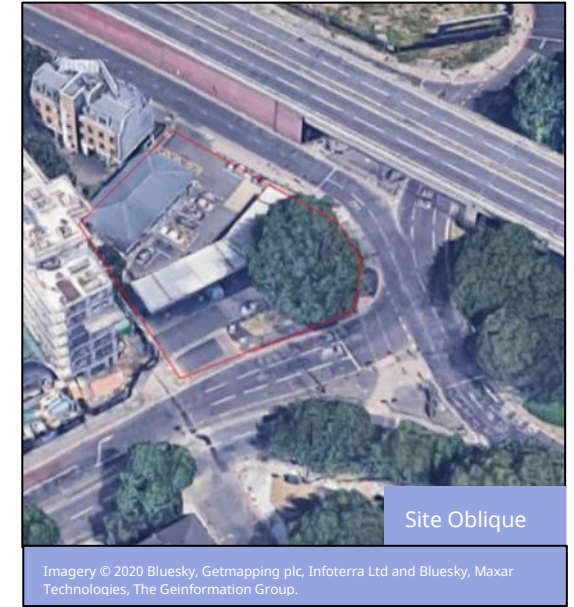 Site Oblique
Imagery © 2020 Bluesky, Getmapping plc, Infoterra Ltd and Bluesky, Maxar
Technologies, The Geinformation Group.